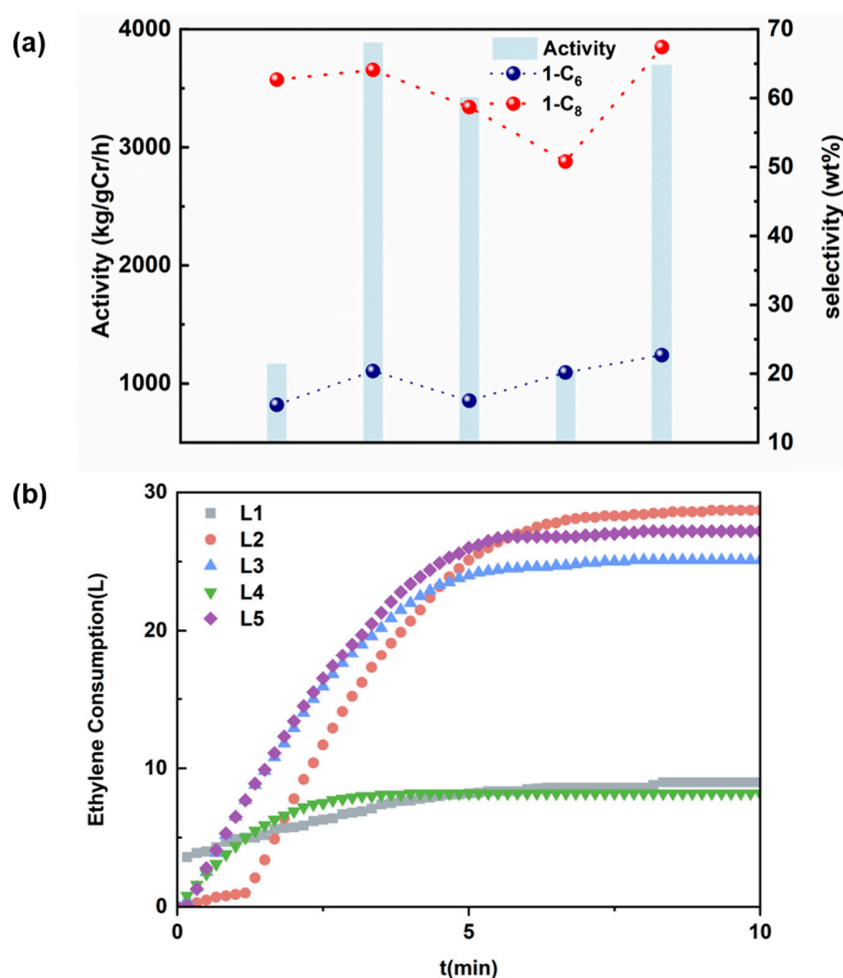 (a)
4000
3000
2000
1000
Activity (kg/gCr/h)
Activity
1-C₆
1-C₈
70
60
50
40
30
20
10
selectivity (wt%)
(b)
30
20
10
0
Ethylene Consumption(L)
L1
L2
L3
L4
L5
0
5
10
t(min)